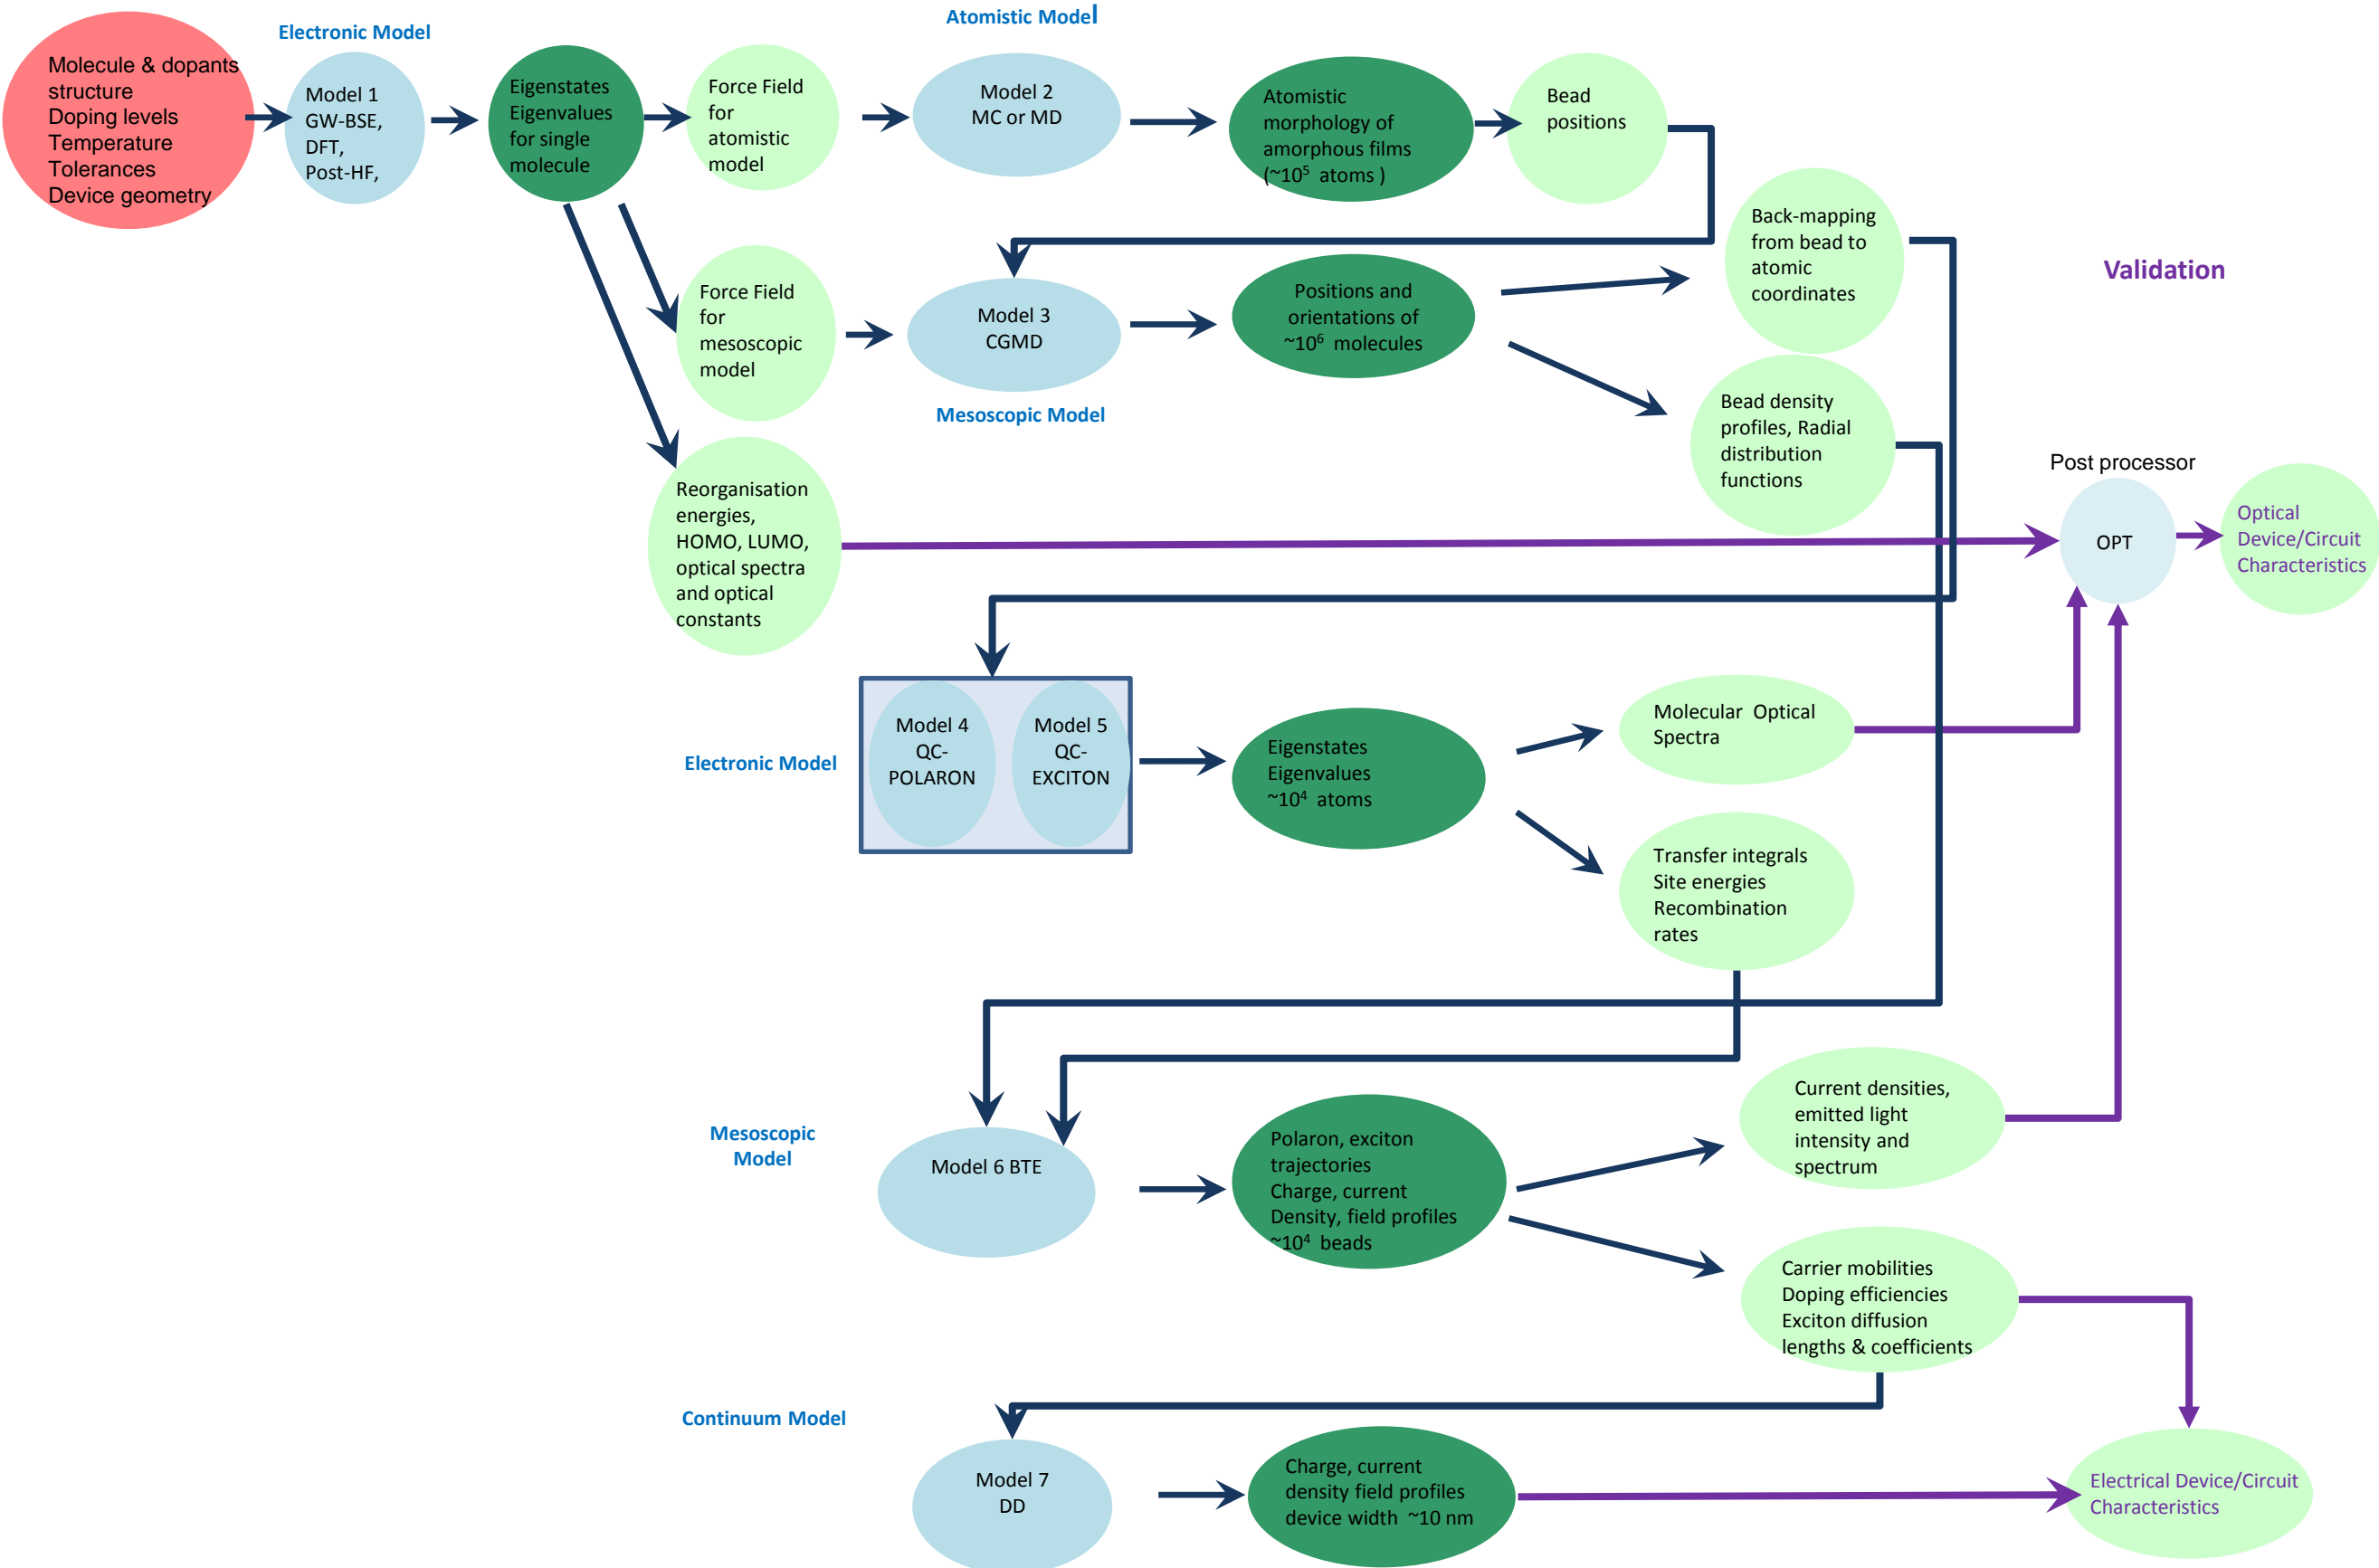 Electronic Model
Atomistic Model
Molecule & dopants
structure
Doping levels
Temperature
Tolerances
Device geometry
Model 1
GW-BSE,
DFT,
Post-HF,
Eigenstates
Eigenvalues
for single
molecule
Force Field
for
atomistic
model
Model 2
MC or MD
Atomistic
morphology of
amorphous films
(~10⁵ atoms )
Bead
positions
Force Field
for
mesoscopic
model
Model 3
CGMD
Mesoscopic Model
Positions and
orientations of
~10⁶ molecules
Back-mapping
from bead to
atomic
coordinates
Validation
Bead density
profiles, Radial
distribution
functions
Reorganisation
energies,
HOMO, LUMO,
optical spectra
and optical
constants
Post processor
OPT
Optical
Device/Circuit
Characteristics
Electronic Model
Model 4
QC-
POLARON
Model 5
QC-
EXCITON
Eigenstates
Eigenvalues
~10⁴ atoms
Molecular Optical
Spectra
Transfer integrals
Site energies
Recombination
rates
Mesoscopic
Model
Model 6 BTE
Polaron, exciton
trajectories
Charge, current
Density, field profiles
~10⁴ beads
Current densities,
emitted light
intensity and
spectrum
Carrier mobilities
Doping efficiencies
Exciton diffusion
lengths & coefficients
Continuum Model
Model 7
DD
Charge, current
density field profiles
device width ~10 nm
Electrical Device/Circuit
Characteristics